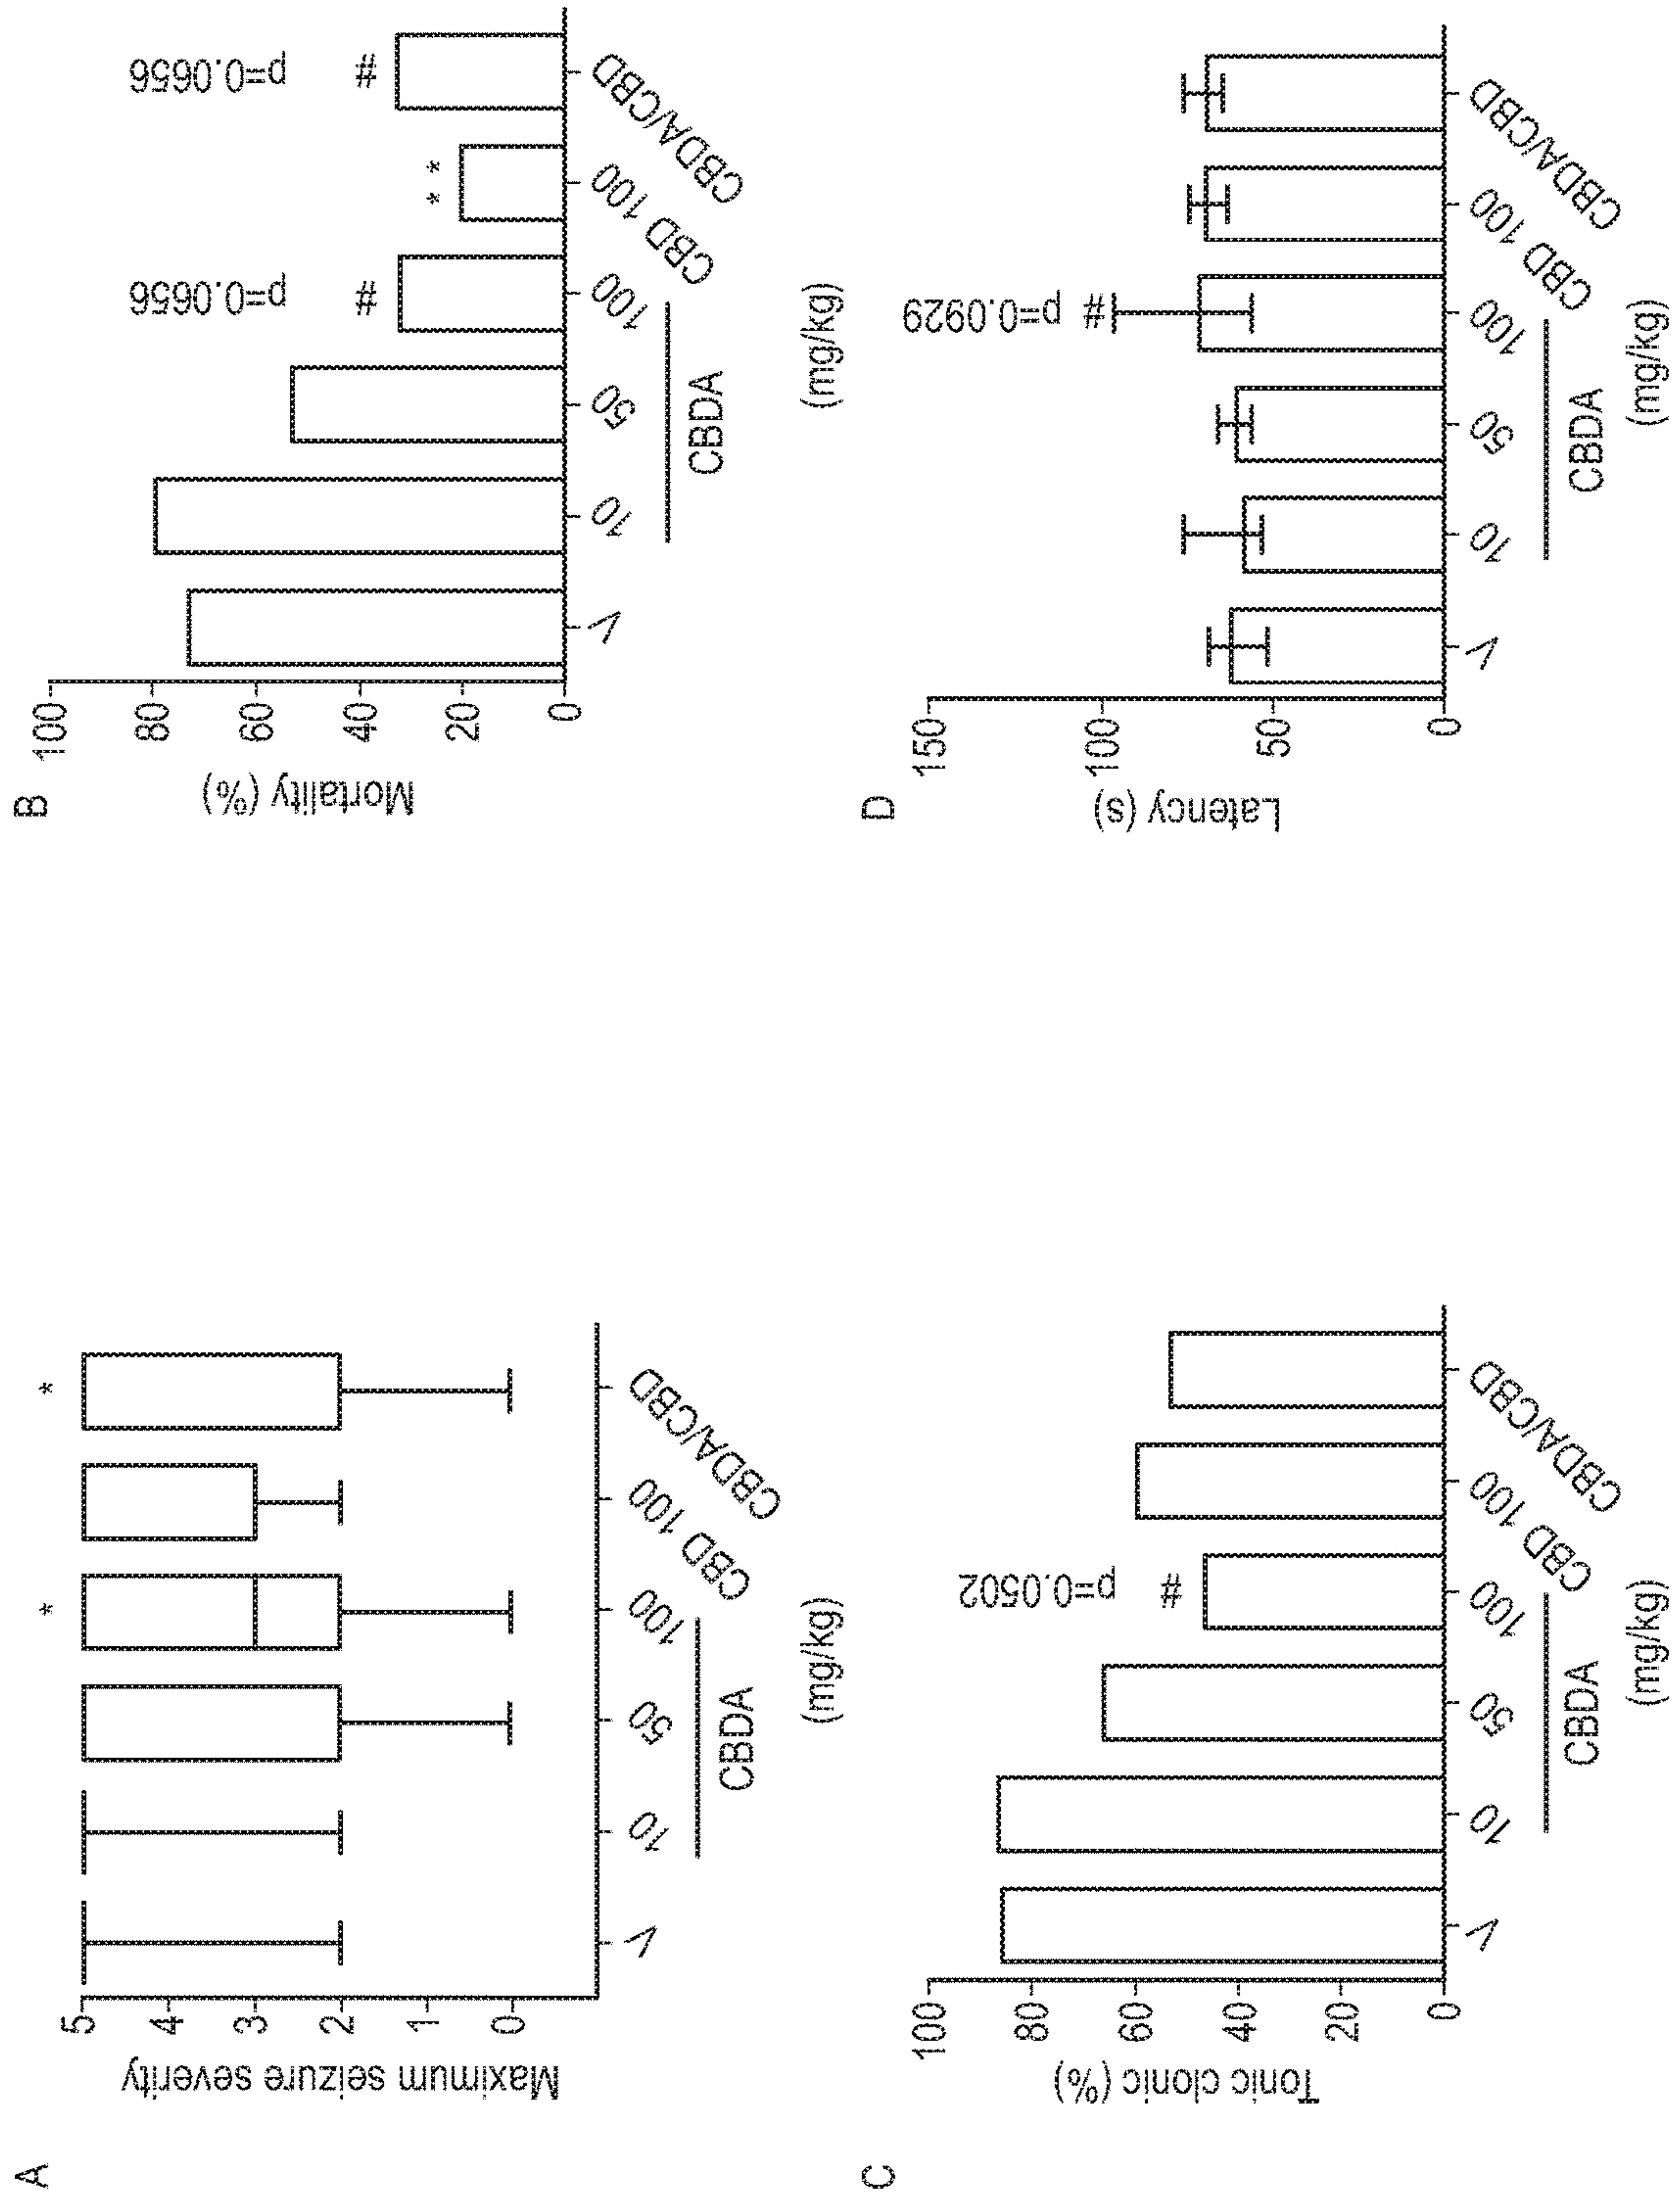 A
Maximum seizure severity
5
4
3
2
1
0
*
*
V
10
50
100
CBD 100
CBDA/CBD
CBDA
(mg/kg)
B
Mortality (%)
100
80
60
40
20
0
#
p=0.0656
* *
#
p=0.0656
V
10
50
100
CBD 100
CBDA/CBD
CBDA
(mg/kg)
C
Tonic clonic (%)
100
80
60
40
20
0
p=0.0502
#
V
10
50
100
CBD 100
CBDA/CBD
CBDA
(mg/kg)
D
Latency (s)
150
100
50
0
p=0.0929
#
V
10
50
100
CBD 100
CBDA/CBD
CBDA
(mg/kg)